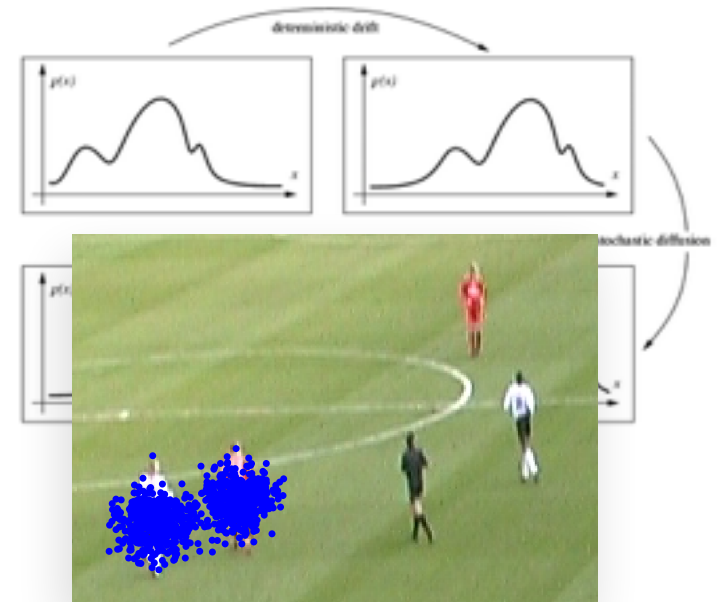 deterministic drift
p(x)
p(x)
x
x
stochastic diffusion
p(x)
x